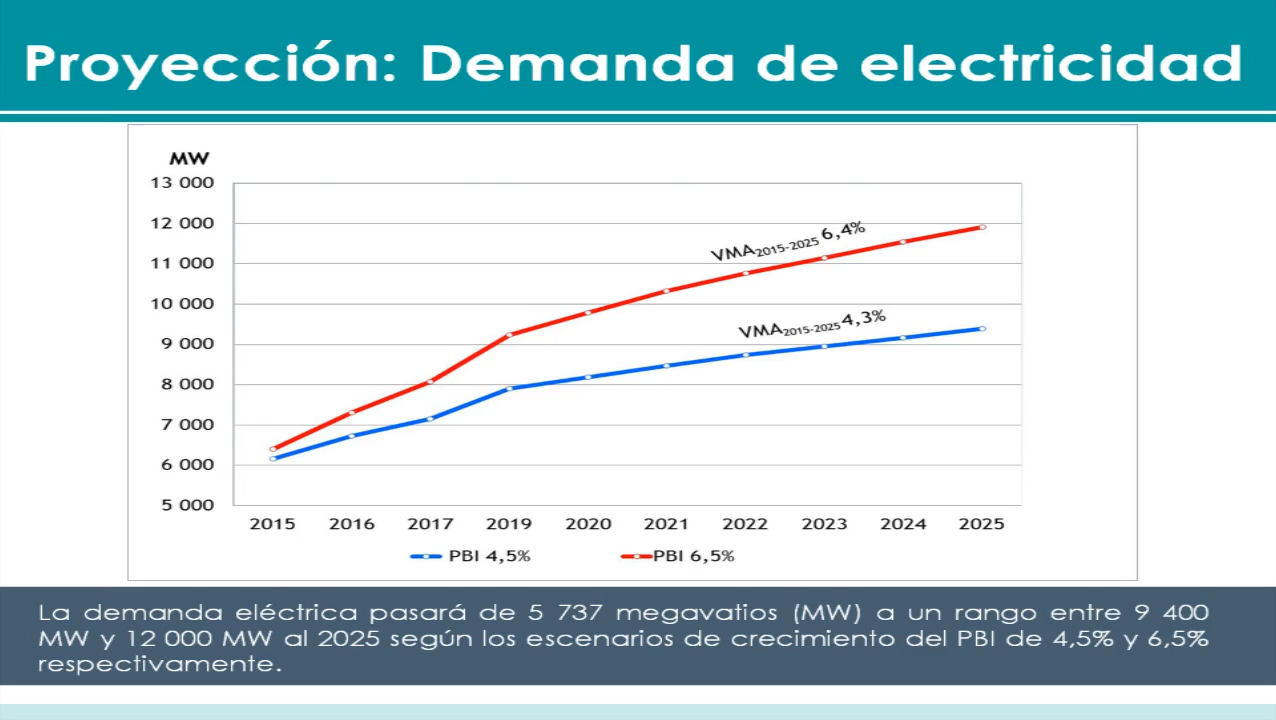 Proyección: Demanda de electricidad
MW
13 000
12 000
11 000
10 000
9 000
8 000
7 000
6 000
5 000
VMA2015-2025 6,4%
VMA2015-2025 4,3%
2015 2016 2017 2019 2020 2021 2022 2023 2024 2025
PBI 4,5% PBI 6,5%
La demanda eléctrica pasará de 5 737 megavatios (MW) a un rango entre 9 400
MW y 12 000 MW al 2025 según los escenarios de crecimiento del PBI de 4,5% y 6,5%
respectivamente.